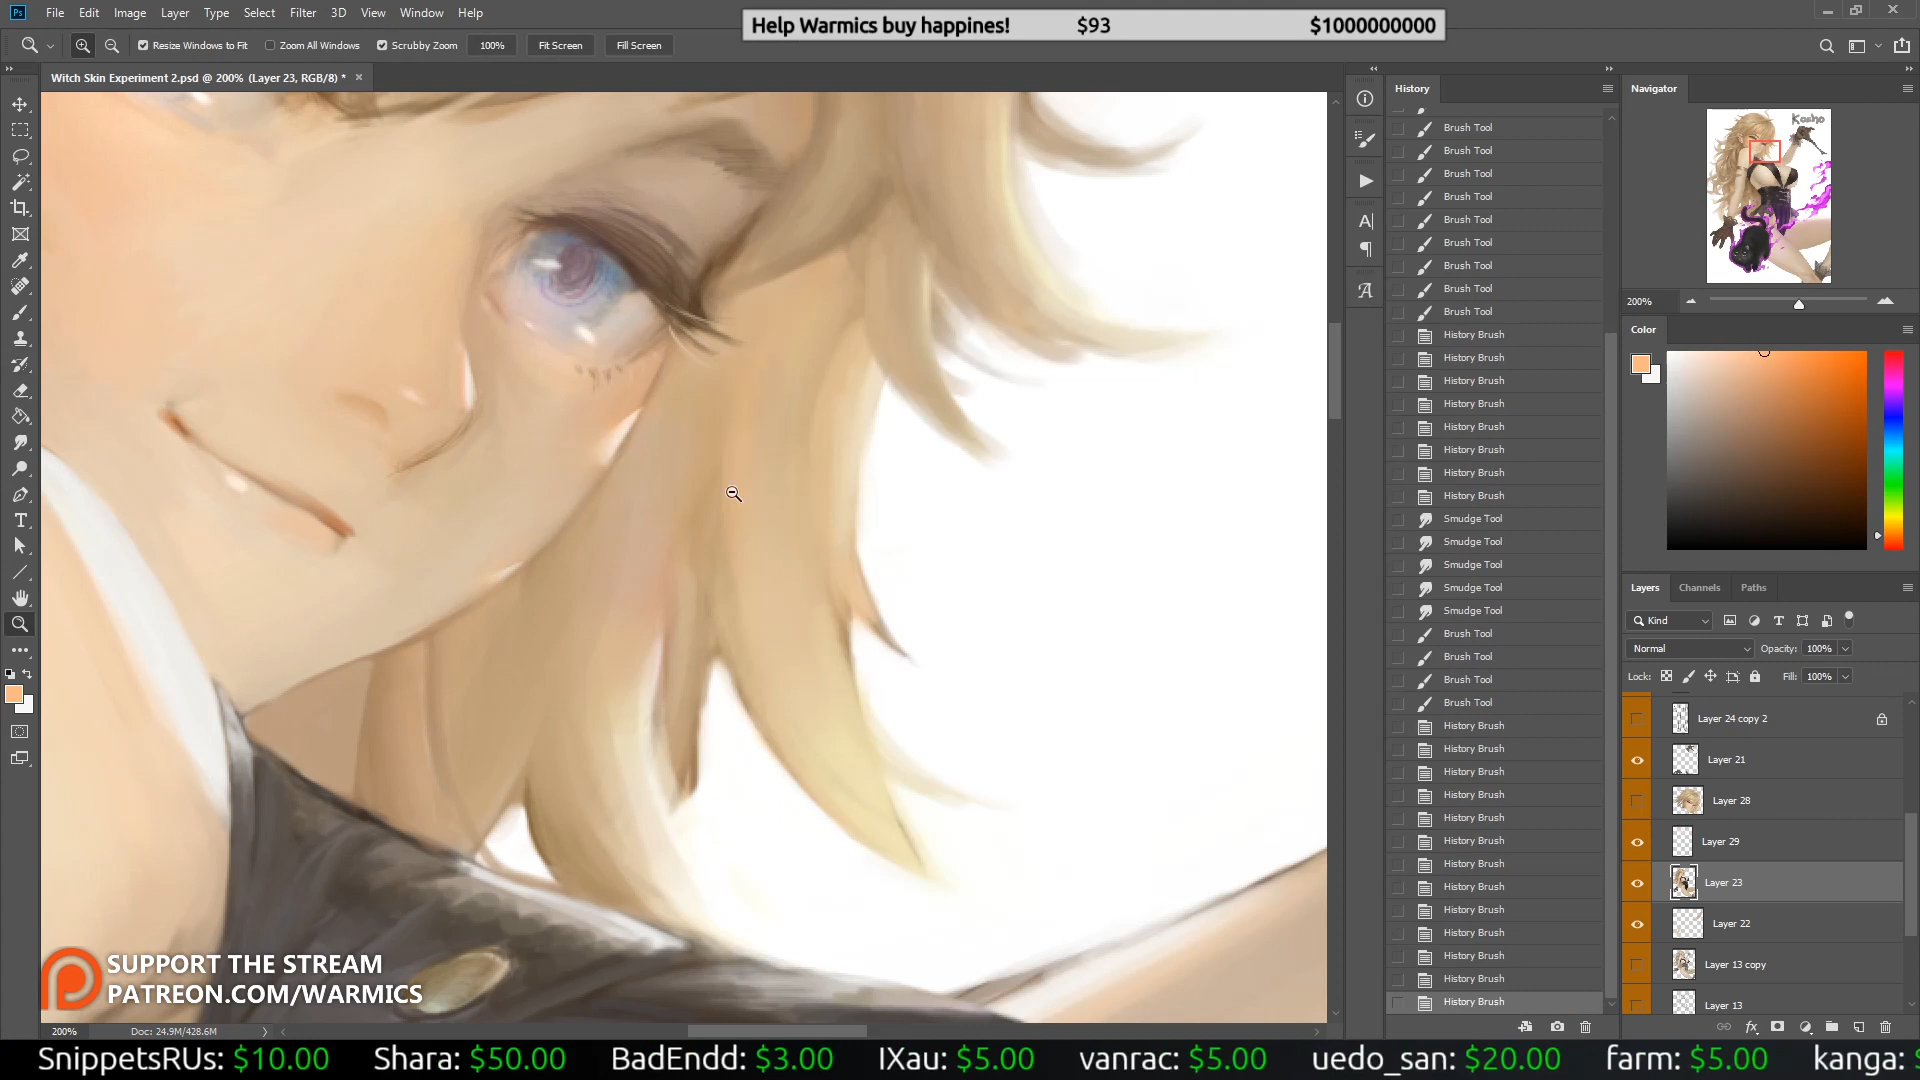 Ps File Edit Image Layer Type Select Filter 3D View Window Help
Help Warmics buy happines! $93 $1000000000
Resize Windows to Fit Zoom All Windows Scrubby Zoom 100% Fit Screen Fill Screen
Witch Skin Experiment 2.psd @ 200% (Layer 23, RGB/8) *
History
Brush Tool
Brush Tool
Brush Tool
Brush Tool
Brush Tool
Brush Tool
Brush Tool
Brush Tool
Brush Tool
History Brush
History Brush
History Brush
History Brush
History Brush
History Brush
History Brush
History Brush
Smudge Tool
Smudge Tool
Smudge Tool
Smudge Tool
Smudge Tool
Brush Tool
Brush Tool
Brush Tool
Brush Tool
History Brush
History Brush
History Brush
History Brush
History Brush
History Brush
History Brush
History Brush
History Brush
History Brush
History Brush
History Brush
History Brush
Navigator
200%
Color
Layers Channels Paths
Kind
Normal Opacity: 100%
Lock: Fill: 100%
Layer 24 copy 2
Layer 21
Layer 28
Layer 29
Layer 23
Layer 22
Layer 13 copy
Layer 13
SUPPORT THE STREAM
PATREON.COM/WARMICS
200% Doc: 24.9M/428.6M
SnippetsRUs: $10.00 Shara: $50.00 BadEndd: $3.00 IXau: $5.00 vanrac: $5.00 uedo_san: $20.00 farm: $5.00 kanga: $